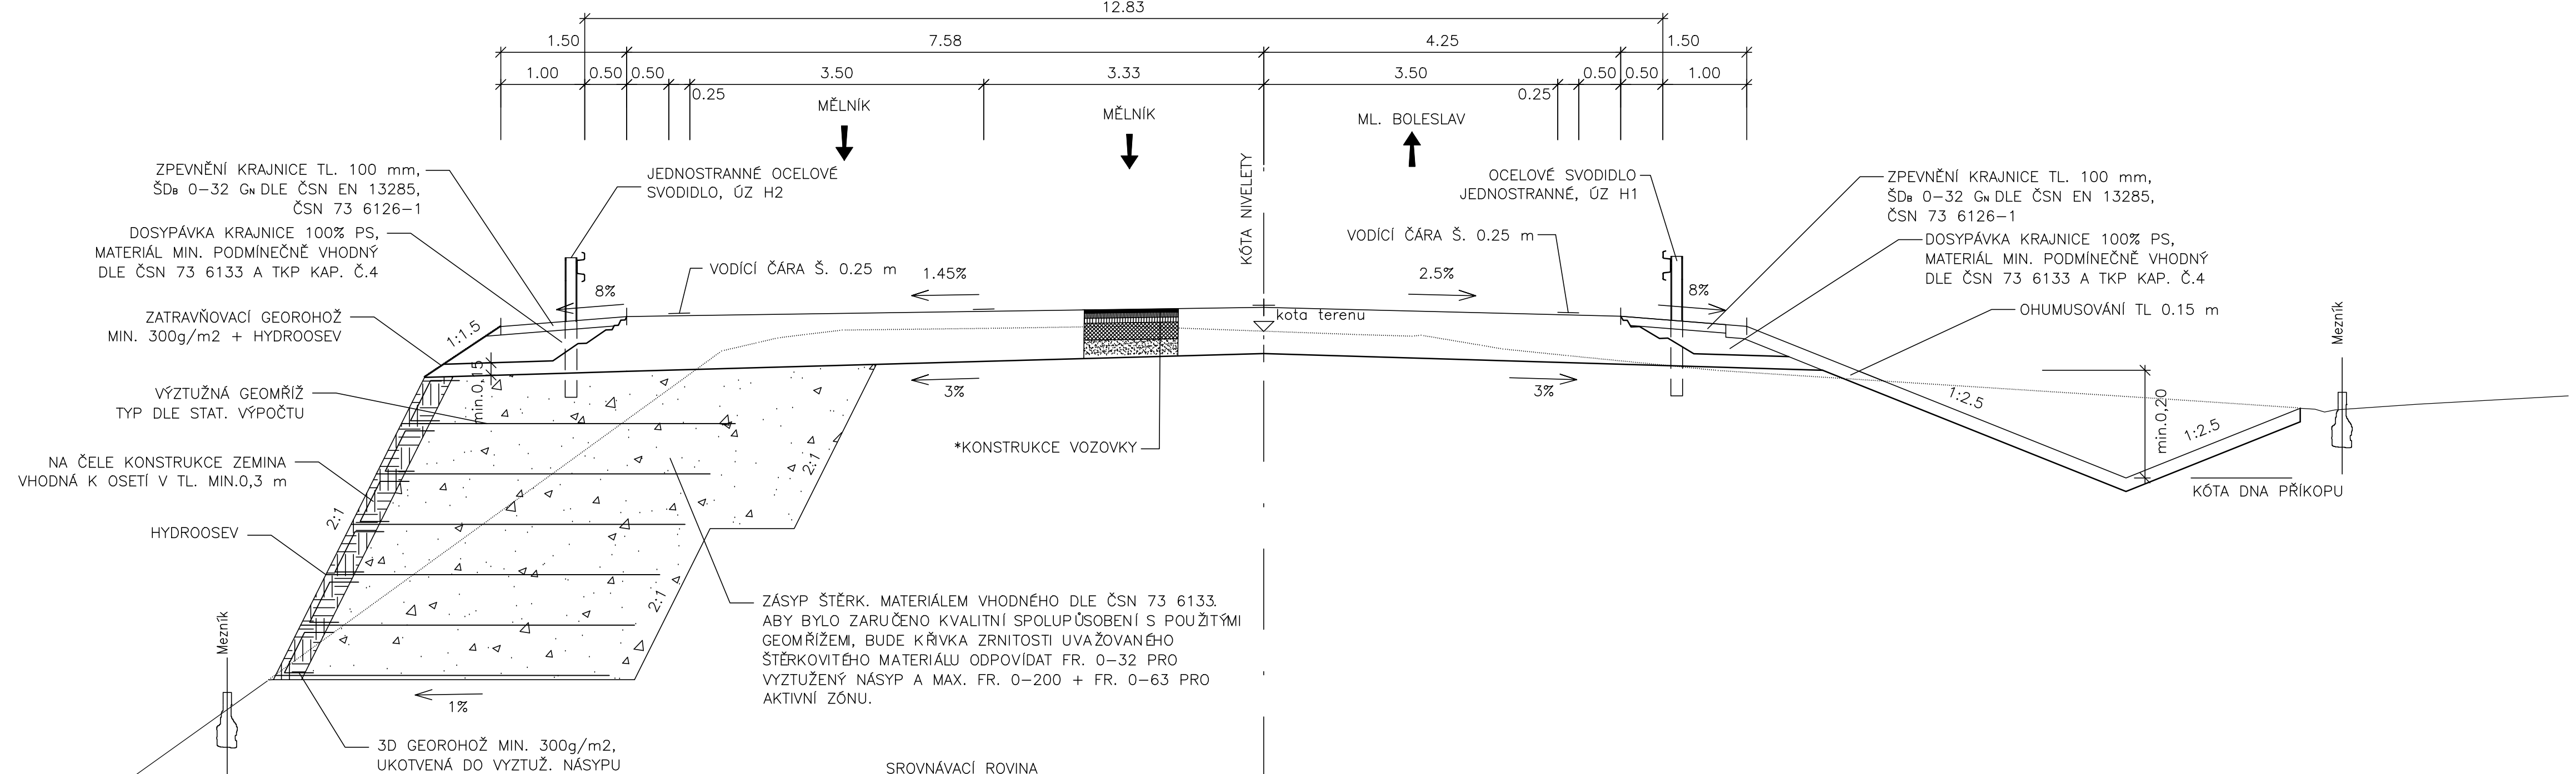 12.83
1.50
7.58
4.25
1.50
1.00
0.50
0.50
3.50
3.33
3.50
0.50
0.50
1.00
0.25
0.25
MĚLNÍK
MĚLNÍK
ML. BOLESLAV
ZPEVNĚNÍ KRAJNICE TL. 100 mm,
ŠDB 0-32 GN DLE ČSN EN 13285,
ČSN 73 6126-1
DOSYPÁVKA KRAJNICE 100% PS,
MATERIÁL MIN. PODMÍNEČNĚ VHODNÝ
DLE ČSN 73 6133 A TKP KAP. Č.4
ZATRAVŇOVACÍ GEOROHOŽ
MIN. 300g/m2 + HYDROOSEV
VÝZTUŽNÁ GEOMŘÍŽ
TYP DLE STAT. VÝPOČTU
NA ČELE KONSTRUKCE ZEMINA
VHODNÁ K OSETÍ V TL. MIN.0,3 m
HYDROOSEV
Mezník
JEDNOSTRANNÉ OCELOVÉ
SVODIDLO, ÚZ H2
VODÍCÍ ČÁRA Š. 0.25 m
8%
1:1.5
min.0,15
1.45%
3%
2:1
2:1
2:1
1%
*KONSTRUKCE VOZOVKY
ZÁSYP ŠTĚRK. MATERIÁLEM VHODNÉHO DLE ČSN 73 6133.
ABY BYLO ZARUČENO KVALITNÍ SPOLUPŮSOBENÍ S POUŽITÝMI
GEOMŘÍŽEMI, BUDE KŘIVKA ZRNITOSTI UVAŽOVANÉHO
ŠTĚRKOVITÉHO MATERIÁLU ODPOVÍDAT FR. 0-32 PRO
VYZTUŽENÝ NÁSYP A MAX. FR. 0-200 + FR. 0-63 PRO
AKTIVNÍ ZÓNU.
3D GEOROHOŽ MIN. 300g/m2,
UKOTVENÁ DO VYZTUŽ. NÁSYPU
SROVNÁVACÍ ROVINA
KÓTA NIVELETY
kota terenu
OCELOVÉ SVODIDLO
JEDNOSTRANNÉ, ÚZ H1
VODÍCÍ ČÁRA Š. 0.25 m
2.5%
3%
8%
ZPEVNĚNÍ KRAJNICE TL. 100 mm,
ŠDB 0-32 GN DLE ČSN EN 13285,
ČSN 73 6126-1
DOSYPÁVKA KRAJNICE 100% PS,
MATERIÁL MIN. PODMÍNEČNĚ VHODNÝ
DLE ČSN 73 6133 A TKP KAP. Č.4
OHUMUSOVÁNÍ TL 0.15 m
1:2.5
min.0,20
1:2.5
KÓTA DNA PŘÍKOPU
Mezník